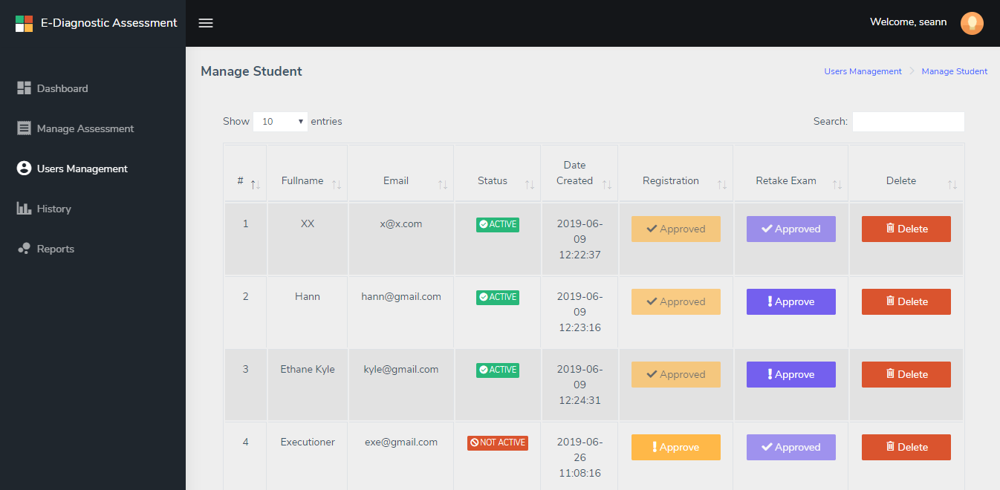 E-Diagnostic Assessment
Welcome, seann
Dashboard
Manage Assessment
Users Management
History
Reports
Manage Student
Users Management
Manage Student
Show 10 entries
Search:
# Fullname Email Status Date Created Registration Retake Exam Delete
1 XX x@x.com ACTIVE 2019-06-09 12:22:37 Approved Approved Delete
2 Hann hann@gmail.com ACTIVE 2019-06-09 12:23:16 Approved Approve Delete
3 Ethane Kyle kyle@gmail.com ACTIVE 2019-06-09 12:24:31 Approved Approve Delete
4 Executioner exe@gmail.com NOT ACTIVE 2019-06-26 11:08:16 Approve Approved Delete